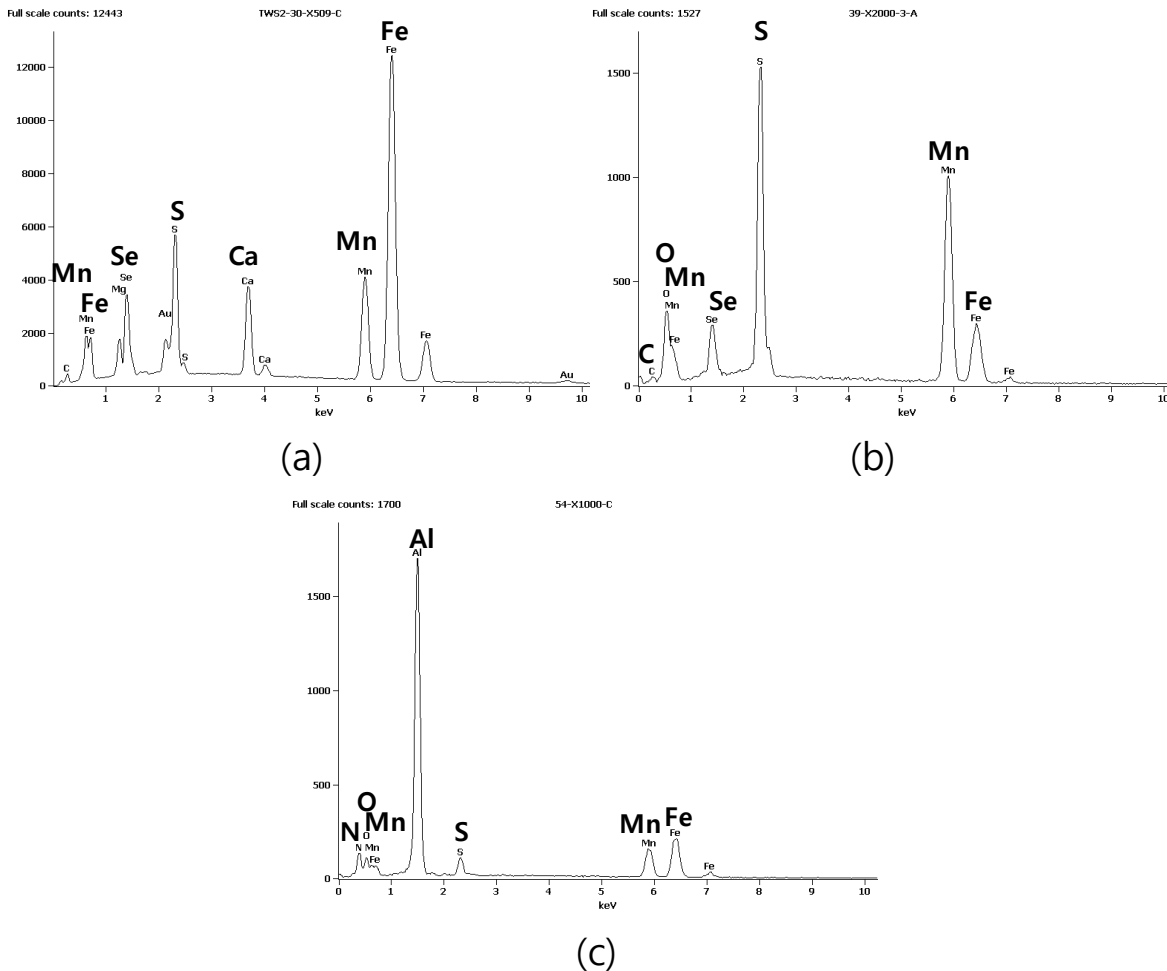 Full scale counts: 12443 TWS2-30-X509-C
Fe
Fe
12000
10000
8000
6000
4000
2000
0
S
S
Se
Se
Mg
Ca
Ca
Mn
Mn
Mn
Mn
Fe
Fe
Au
S
C
Ca
Fe
Au
1 2 3 4 5 6 7 8 9 10
keV
(a)
Full scale counts: 1527 39-X2000-3-A
S
S
1500
1000
500
0
Mn
Mn
O
O
Mn
Mn
Fe
Se
Se
Fe
Fe
C
C
Fe
0 1 2 3 4 5 6 7 8 9 10
keV
(b)
Full scale counts: 1700 54-X1000-C
Al
Al
1500
1000
500
0
O
O
N
N
Mn
Mn
Fe
S
S
Mn
Mn
Fe
Fe
Fe
0 1 2 3 4 5 6 7 8 9 10
keV
(c)